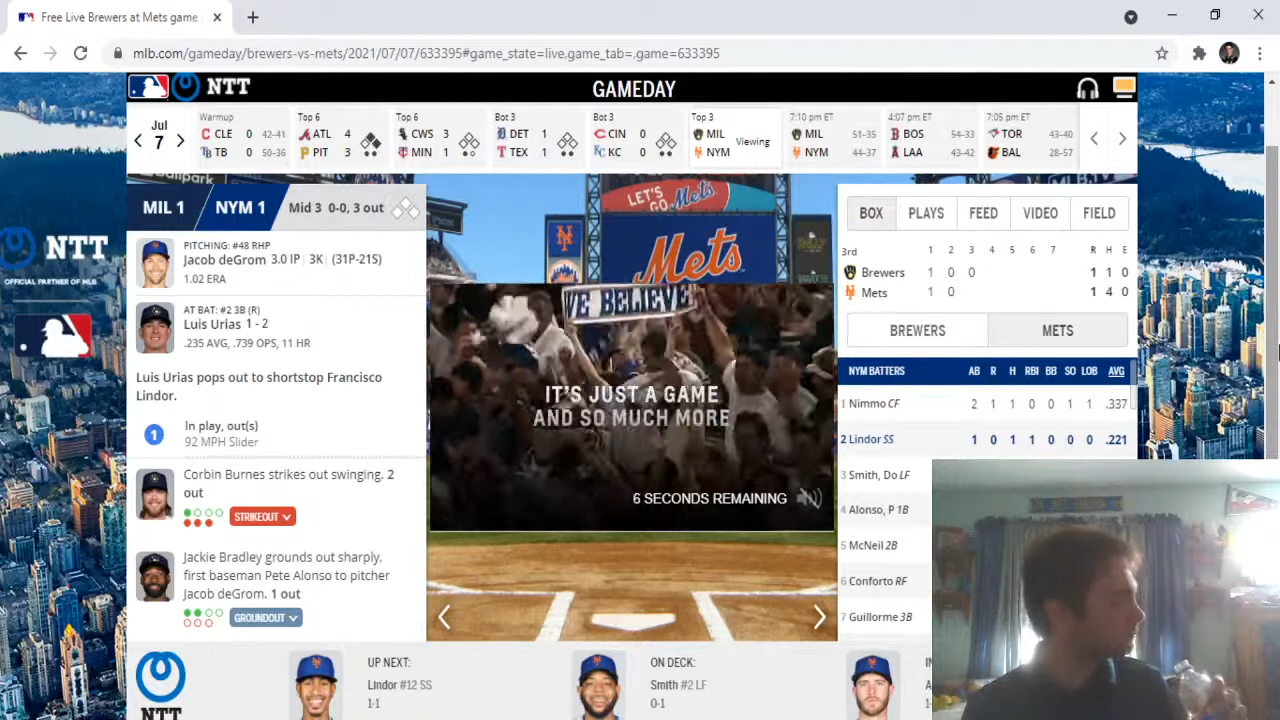 Free Live Brewers at Mets game
mlb.com/gameday/brewers-vs-mets/2021/07/07/633395#game_state=live,game_tab=,game=633395
NTT
GAMEDAY
Jul
7
Warmup
CLE 0 42-41
TB 0 50-36
Top 6
ATL 4
PIT 3
Top 6
CWS 3
MIN 1
Bot 3
DET 1
TEX 1
Bot 3
CIN 0
KC 0
Top 3
MIL
NYM
Viewing
7:10 pm ET
MIL 51-35
NYM 44-37
4:07 pm ET
BOS 54-33
LAA 43-42
7:05 pm ET
TOR 43-40
BAL 28-57
NTT
OFFICIAL PARTNER OF MLB
MIL 1
NYM 1
Mid 3 0-0, 3 out
PITCHING: #48 RHP
Jacob deGrom 3.0 IP 3K (31P-21S)
1.02 ERA
AT BAT: #2 3B (R)
Luis Urias 1 - 2
.235 AVG, .739 OPS, 11 HR
Luis Urias pops out to shortstop Francisco
Lindor.
1
In play, out(s)
92 MPH Slider
Corbin Burnes strikes out swinging. 2
out
STRIKEOUT
Jackie Bradley grounds out sharply,
first baseman Pete Alonso to pitcher
Jacob deGrom. 1 out
GROUNDOUT
Ballpark
LET'S
GO Mets
Mets
WE BELIEVE
IT'S JUST A GAME
AND SO MUCH MORE
6 SECONDS REMAINING
BOX
PLAYS
FEED
VIDEO
FIELD
3rd 1 2 3 4 5 6 7 R H E
Brewers 1 0 0 1 1 0
Mets 1 0 1 4 0
BREWERS
METS
NYM BATTERS AB R H RBI BB SO LOB AVG
1 Nimmo CF 2 1 1 0 0 1 1 .337
2 Lindor SS 1 0 1 1 0 0 0 .221
3 Smith, Do LF
4 Alonso, P 1B
5 McNeil 2B
6 Conforto RF
7 Guillorme 3B
NTT
UP NEXT:
Lindor #12 SS
1-1
ON DECK:
Smith #2 LF
0-1